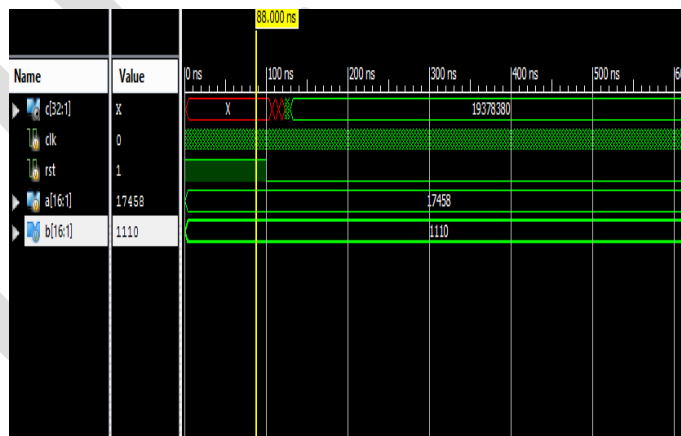 88.000 ns
Name Value 0 ns 100 ns 200 ns 300 ns 400 ns 500 ns 6
c[32:1] X X 19378380
clk 0
rst 1
a[16:1] 17458 17458
b[16:1] 1110 1110